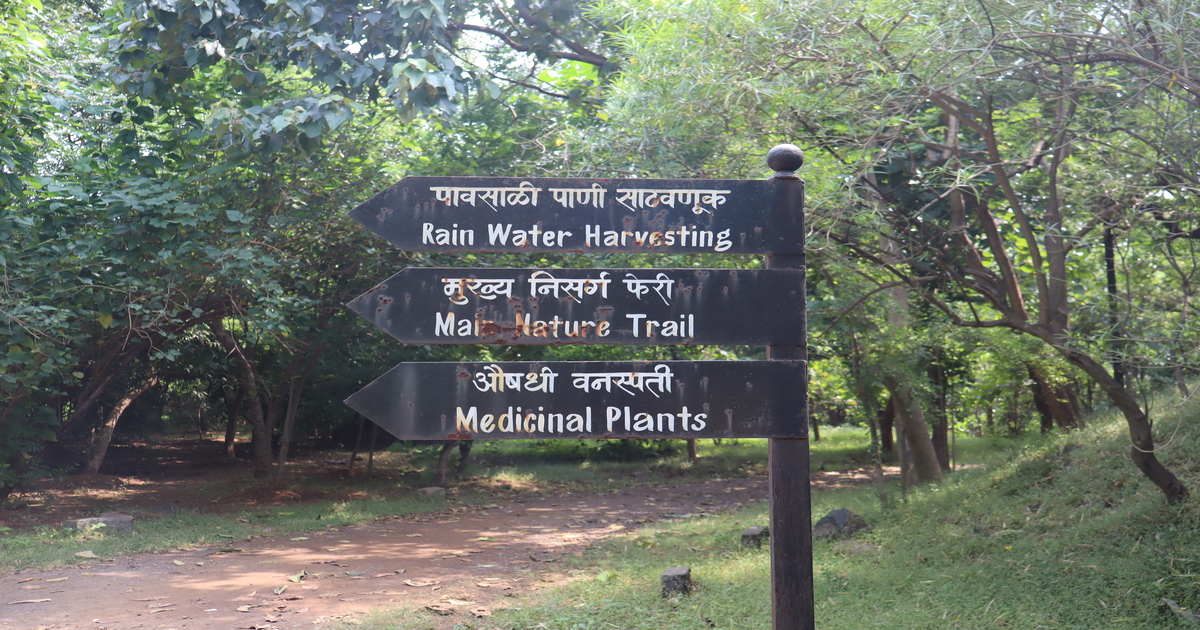 पावसाळी पाणी साठवणूक
Rain Water Harvesting
मुख्य निसर्ग फेरी
Main Nature Trail
औषधी वनस्पती
Medicinal Plants